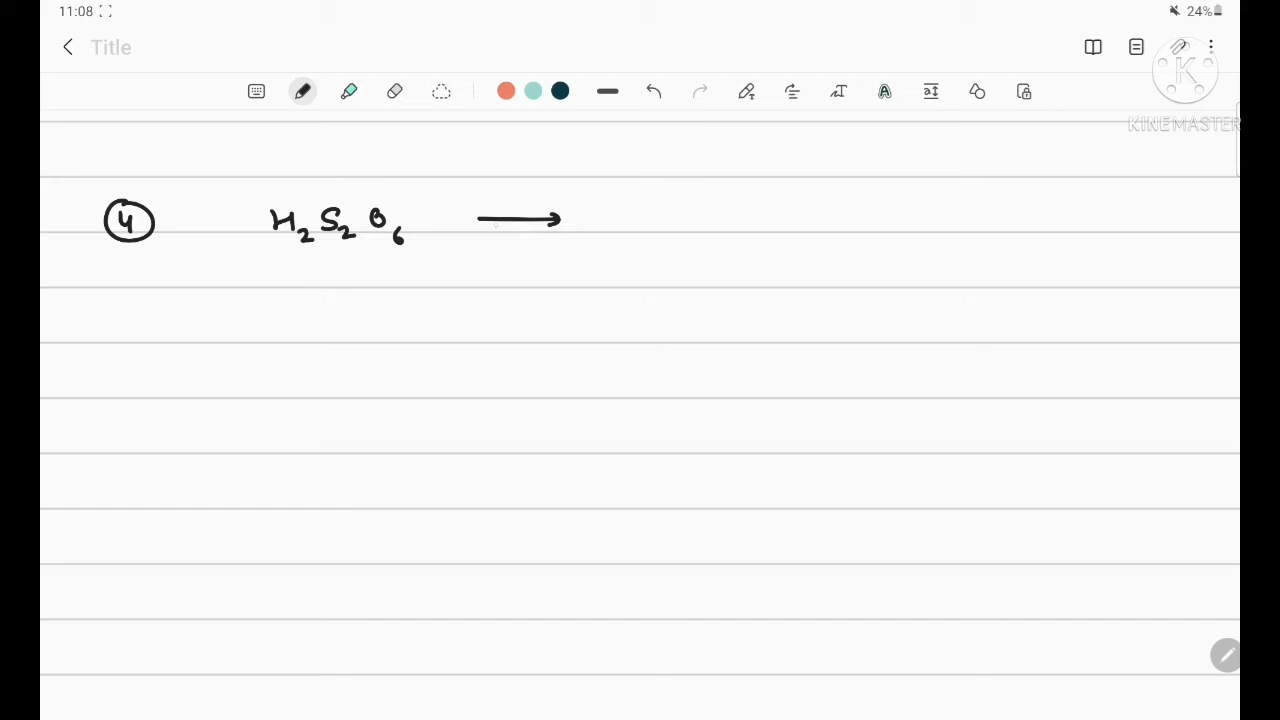 11:08 24%
Title
K
KINEMASTER
④ H₂S₂O₆ →